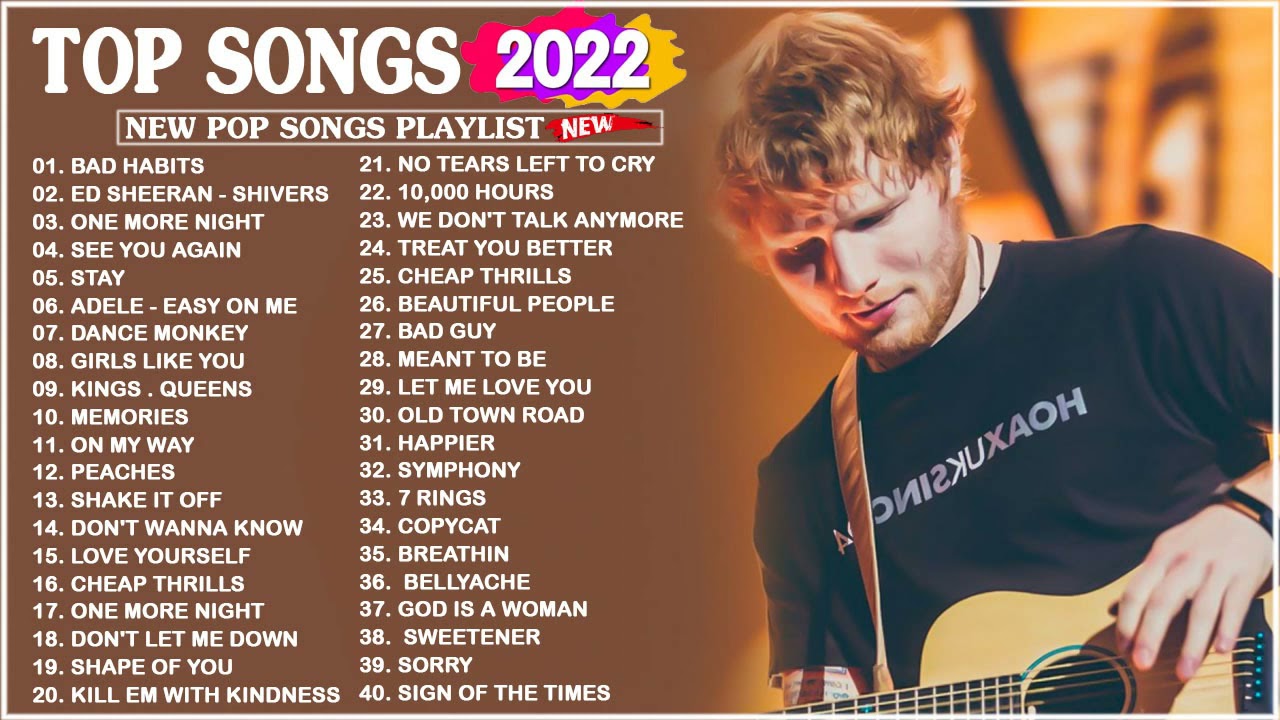 TOP SONGS 2022
NEW POP SONGS PLAYLIST NEW
01. BAD HABITS
02. ED SHEERAN - SHIVERS
03. ONE MORE NIGHT
04. SEE YOU AGAIN
05. STAY
06. ADELE - EASY ON ME
07. DANCE MONKEY
08. GIRLS LIKE YOU
09. KINGS . QUEENS
10. MEMORIES
11. ON MY WAY
12. PEACHES
13. SHAKE IT OFF
14. DON'T WANNA KNOW
15. LOVE YOURSELF
16. CHEAP THRILLS
17. ONE MORE NIGHT
18. DON'T LET ME DOWN
19. SHAPE OF YOU
20. KILL EM WITH KINDNESS
21. NO TEARS LEFT TO CRY
22. 10,000 HOURS
23. WE DON'T TALK ANYMORE
24. TREAT YOU BETTER
25. CHEAP THRILLS
26. BEAUTIFUL PEOPLE
27. BAD GUY
28. MEANT TO BE
29. LET ME LOVE YOU
30. OLD TOWN ROAD
31. HAPPIER
32. SYMPHONY
33. 7 RINGS
34. COPYCAT
35. BREATHIN
36. BELLYACHE
37. GOD IS A WOMAN
38. SWEETENER
39. SORRY
40. SIGN OF THE TIMES
HOAXUKSINC